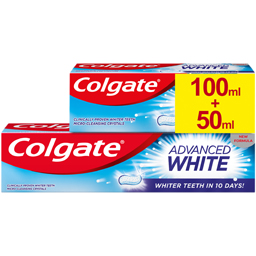 Colgate®
CLINICALLY PROVEN WHITER TEETH
MICRO-CLEANSING CRYSTALS
100ml
+
50ml
Colgate®
ADVANCED
WHITE
NEW
FORMULA
CLINICALLY PROVEN WHITER TEETH
MICRO-CLEANSING CRYSTALS
WHITER TEETH IN 10 DAYS!